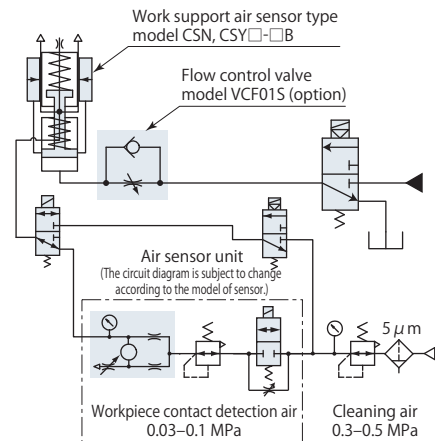 Work support air sensor type
model CSN, CSY□-□B
Flow control valve
model VCF01S (option)
Air sensor unit
(The circuit diagram is subject to change
according to the model of sensor.)
5 μm
Workpiece contact detection air
0.03–0.1 MPa
Cleaning air
0.3–0.5 MPa